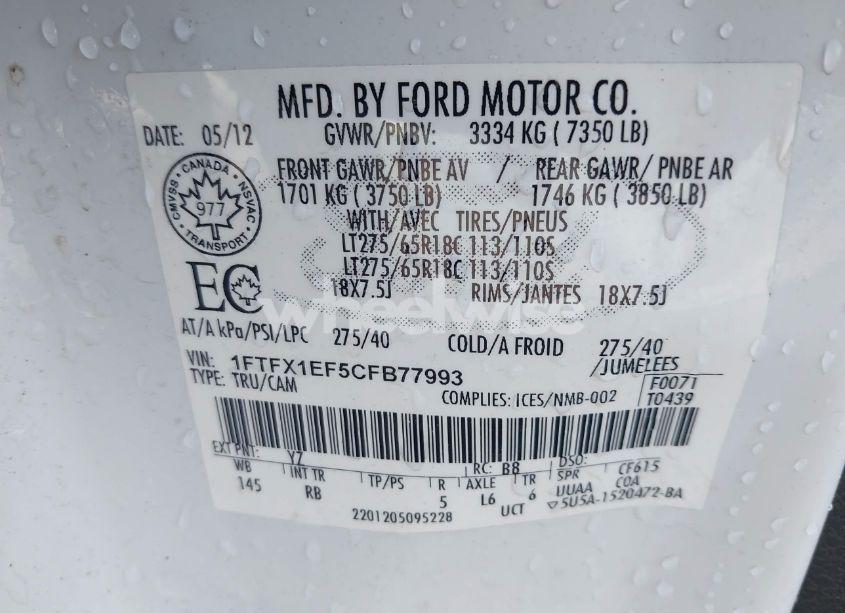 MFD. BY FORD MOTOR CO.
DATE: 05/12 GVWR/PNBV: 3334 KG ( 7350 LB)
FRONT GAWR/PNBE AV / REAR GAWR/ PNBE AR
1701 KG ( 3750 LB) 1746 KG ( 3850 LB)
WITH/AVEC TIRES/PNEUS
LT275/65R18C 113/110S
LT275/65R18C 113/110S
18X7.5J RIMS/JANTES 18X7.5J
CMVSS CANADA NSVAC
977
TRANSPORT
EC
wheelwise
AT/A kPa/PSI/LPC 275/40 COLD/A FROID 275/40
/JUMELEES
VIN: 1FTFX1EF5CFB77993
TYPE: TRU/CAM
COMPLIES: ICES/NMB-002
F0071
T0439
EXT PNT: YZ RC: B8 DSO: CF615
WB INT TR TP/PS R AXLE TR SPR COA
145 RB 5 L6 6 UUAA
2201205095228 UCT ▽5U5A-1520472-BA